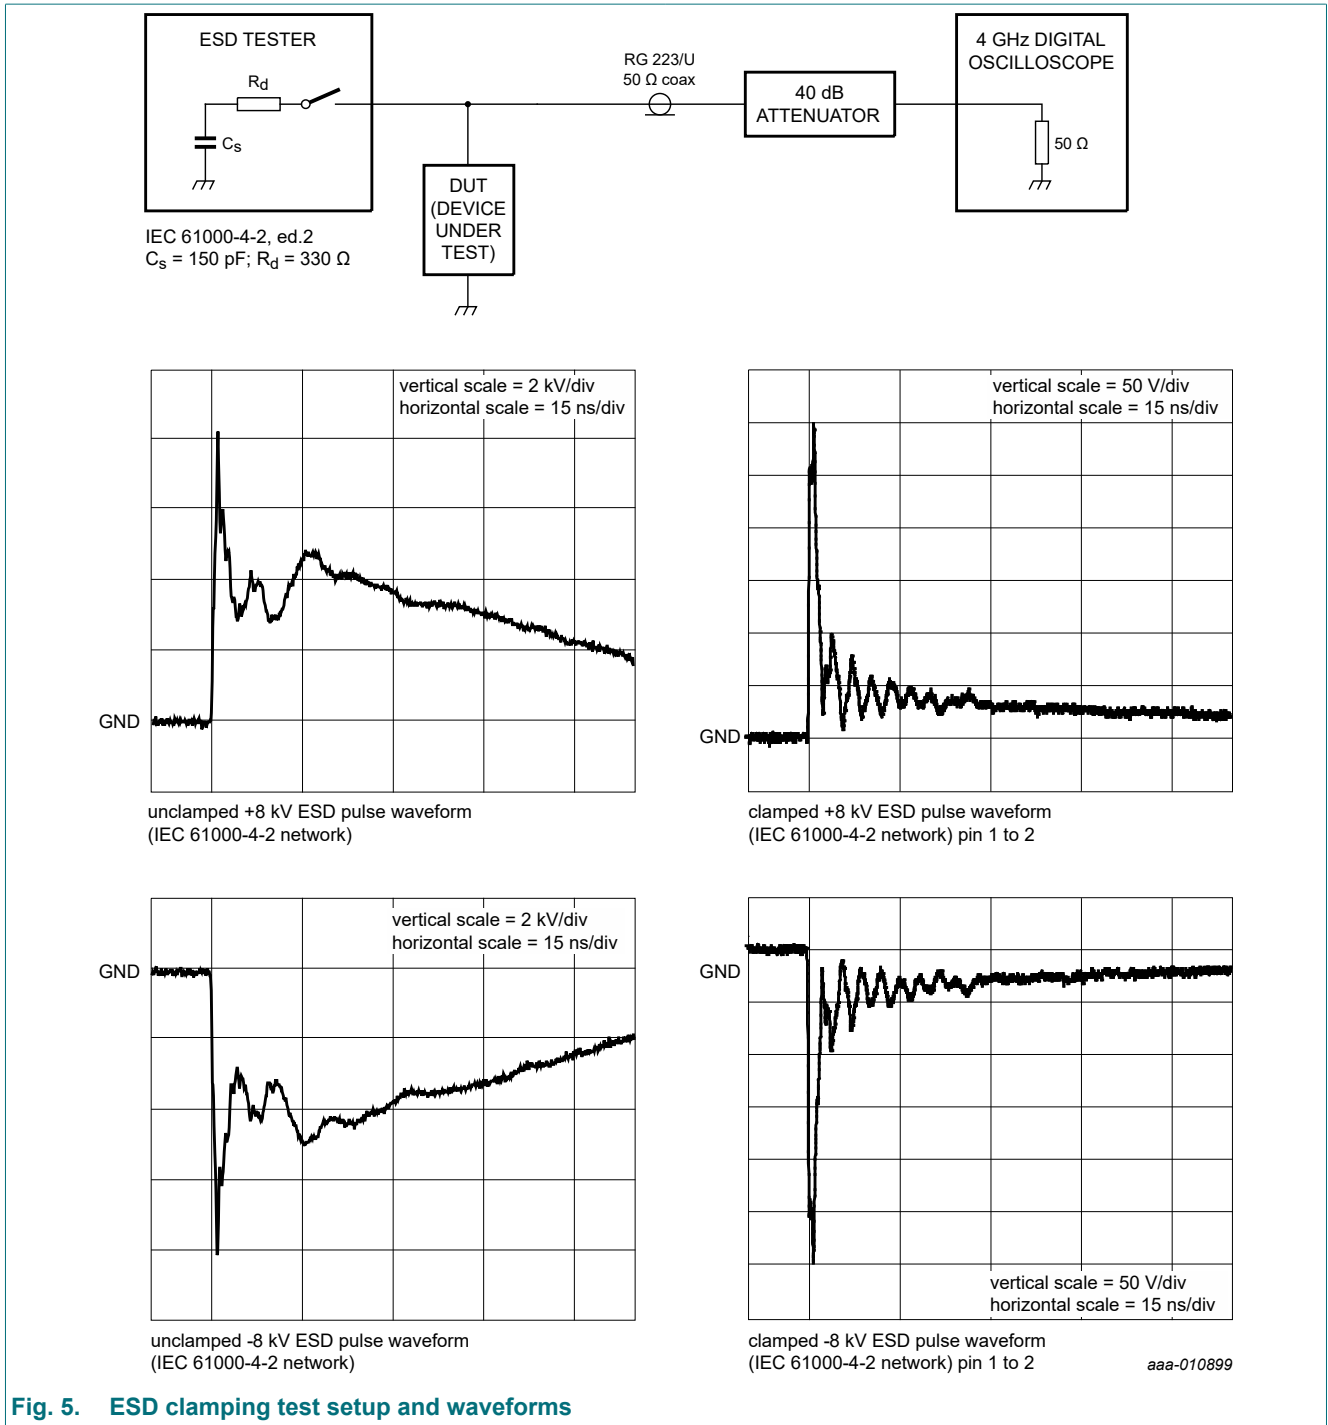 ESD TESTER
Rd
Cs
IEC 61000-4-2, ed.2
Cs = 150 pF; Rd = 330 Ω
DUT
(DEVICE
UNDER
TEST)
RG 223/U
50 Ω coax
40 dB
ATTENUATOR
4 GHz DIGITAL
OSCILLOSCOPE
50 Ω
vertical scale = 2 kV/div
horizontal scale = 15 ns/div
GND
unclamped +8 kV ESD pulse waveform
(IEC 61000-4-2 network)
vertical scale = 50 V/div
horizontal scale = 15 ns/div
GND
clamped +8 kV ESD pulse waveform
(IEC 61000-4-2 network) pin 1 to 2
vertical scale = 2 kV/div
horizontal scale = 15 ns/div
GND
unclamped -8 kV ESD pulse waveform
(IEC 61000-4-2 network)
GND
vertical scale = 50 V/div
horizontal scale = 15 ns/div
clamped -8 kV ESD pulse waveform
(IEC 61000-4-2 network) pin 1 to 2
aaa-010899
Fig. 5. ESD clamping test setup and waveforms